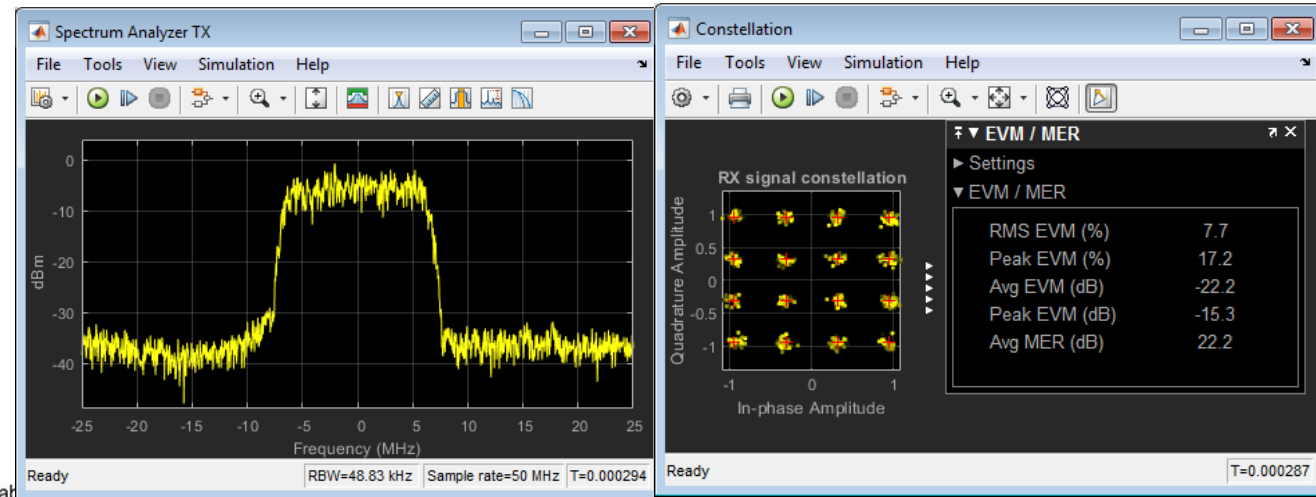 Spectrum Analyzer TX
File Tools View Simulation Help
0
-10
-20
-30
-40
dBm
-25 -20 -15 -10 -5 0 5 10 15 20 25
Frequency (MHz)
Ready RBW=48.83 kHz Sample rate=50 MHz T=0.000294
Constellation
File Tools View Simulation Help
RX signal constellation
1
0.5
0
-0.5
-1
Quadrature Amplitude
-1 0 1
In-phase Amplitude
EVM / MER
Settings
EVM / MER
RMS EVM (%) 7.7
Peak EVM (%) 17.2
Avg EVM (dB) -22.2
Peak EVM (dB) -15.3
Avg MER (dB) 22.2
Ready T=0.000287